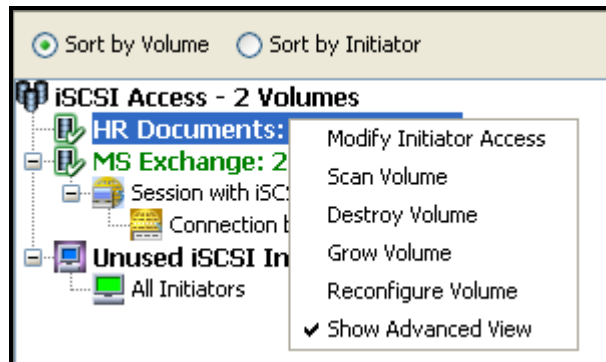 Sort by Volume Sort by Initiator
iSCSI Access - 2 Volumes
HR Documents:
MS Exchange: 2
Session with iSC
Connection
Unused iSCSI In
All Initiators
Modify Initiator Access
Scan Volume
Destroy Volume
Grow Volume
Reconfigure Volume
Show Advanced View